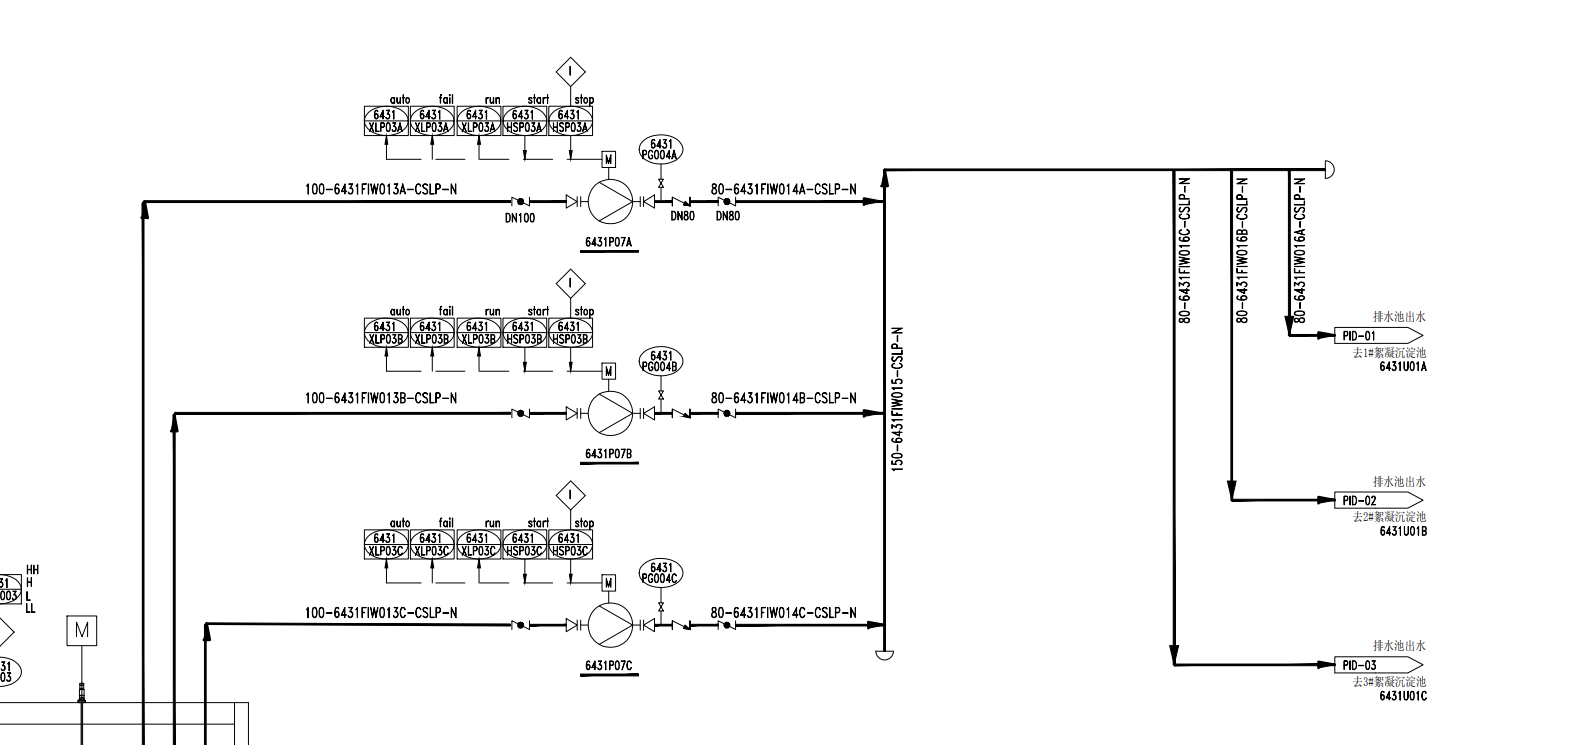 I
auto fail run start stop
6431 6431 6431 6431 6431
XLP03A XLP03A XLP03A HSP03A HSP03A
M
6431
PG004A
100-6431FIW013A-CSLP-N
80-6431FIW014A-CSLP-N
DN100
DN80
DN80
6431P07A
I
auto fail run start stop
6431 6431 6431 6431 6431
XLP03B XLP03B XLP03B HSP03B HSP03B
M
6431
PG004B
100-6431FIW013B-CSLP-N
80-6431FIW014B-CSLP-N
6431P07B
I
auto fail run start stop
6431 6431 6431 6431 6431
XLP03C XLP03C XLP03C HSP03C HSP03C
M
6431
PG004C
100-6431FIW013C-CSLP-N
80-6431FIW014C-CSLP-N
6431P07C
150-6431FIW015-CSLP-N
80-6431FIW016C-CSLP-N
80-6431FIW016B-CSLP-N
80-6431FIW016A-CSLP-N
排水池出水
PID-01
去1#絮凝沉淀池
6431U01A
排水池出水
PID-02
去2#絮凝沉淀池
6431U01B
排水池出水
PID-03
去3#絮凝沉淀池
6431U01C
HH
H
L
LL
31
003
M
31
03